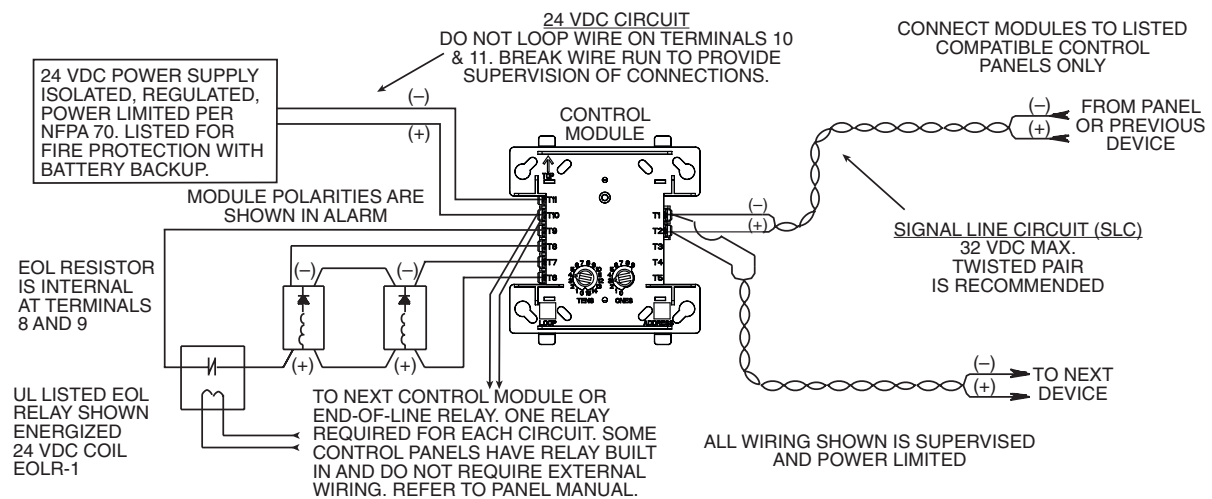 24 VDC CIRCUIT
DO NOT LOOP WIRE ON TERMINALS 10
& 11. BREAK WIRE RUN TO PROVIDE
SUPERVISION OF CONNECTIONS.
CONNECT MODULES TO LISTED
COMPATIBLE CONTROL
PANELS ONLY
24 VDC POWER SUPPLY
ISOLATED, REGULATED,
POWER LIMITED PER
NFPA 70. LISTED FOR
FIRE PROTECTION WITH
BATTERY BACKUP.
(–)
(+)
CONTROL
MODULE
(–)
(+)
FROM PANEL
OR PREVIOUS
DEVICE
MODULE POLARITIES ARE
SHOWN IN ALARM
TOP
T11
T10
T9
T8
T7
T6
T1
T2
T3
T4
T5
TENS
ONES
LOOP
ADDRESS
(–)
(+)
SIGNAL LINE CIRCUIT (SLC)
32 VDC MAX.
TWISTED PAIR
IS RECOMMENDED
EOL RESISTOR
IS INTERNAL
AT TERMINALS
8 AND 9
(–)
(–)
(+)
(+)
UL LISTED EOL
RELAY SHOWN
ENERGIZED
24 VDC COIL
EOLR-1
TO NEXT CONTROL MODULE OR
END-OF-LINE RELAY. ONE RELAY
REQUIRED FOR EACH CIRCUIT. SOME
CONTROL PANELS HAVE RELAY BUILT
IN AND DO NOT REQUIRE EXTERNAL
WIRING. REFER TO PANEL MANUAL.
(–)
(+)
TO NEXT
DEVICE
ALL WIRING SHOWN IS SUPERVISED
AND POWER LIMITED